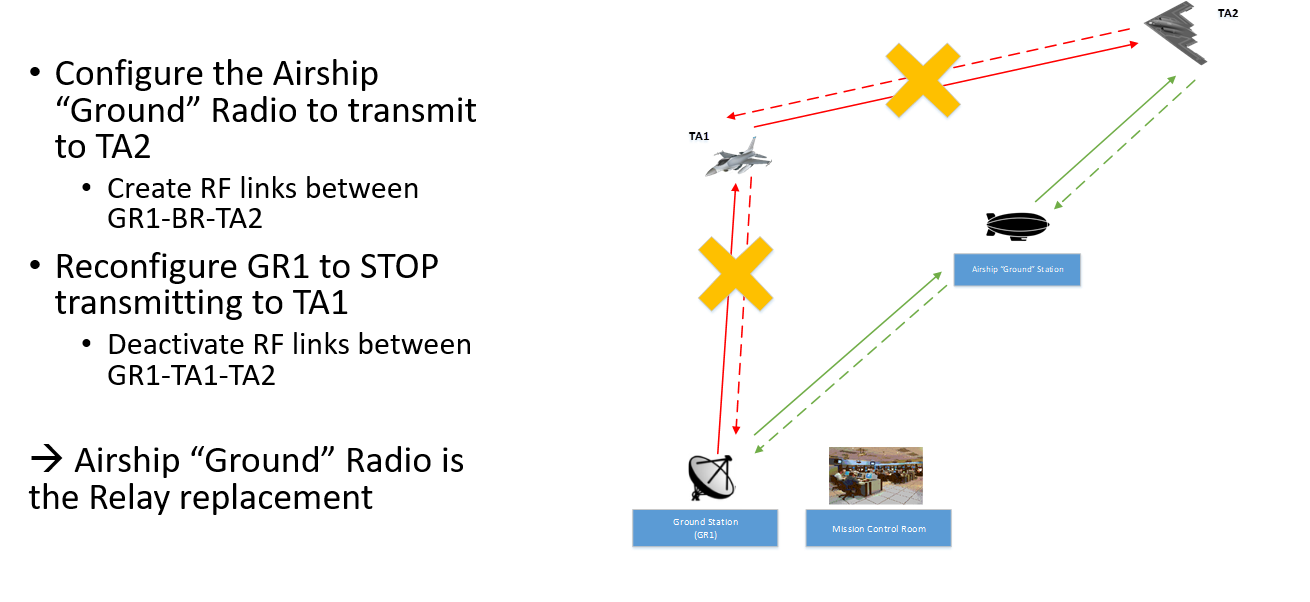 • Configure the Airship
“Ground” Radio to transmit
to TA2
• Create RF links between
GR1-BR-TA2
• Reconfigure GR1 to STOP
transmitting to TA1
• Deactivate RF links between
GR1-TA1-TA2
→ Airship “Ground” Radio is
the Relay replacement
TA2
TA1
Airship “Ground” Station
Ground Station
(GR1)
Mission Control Room